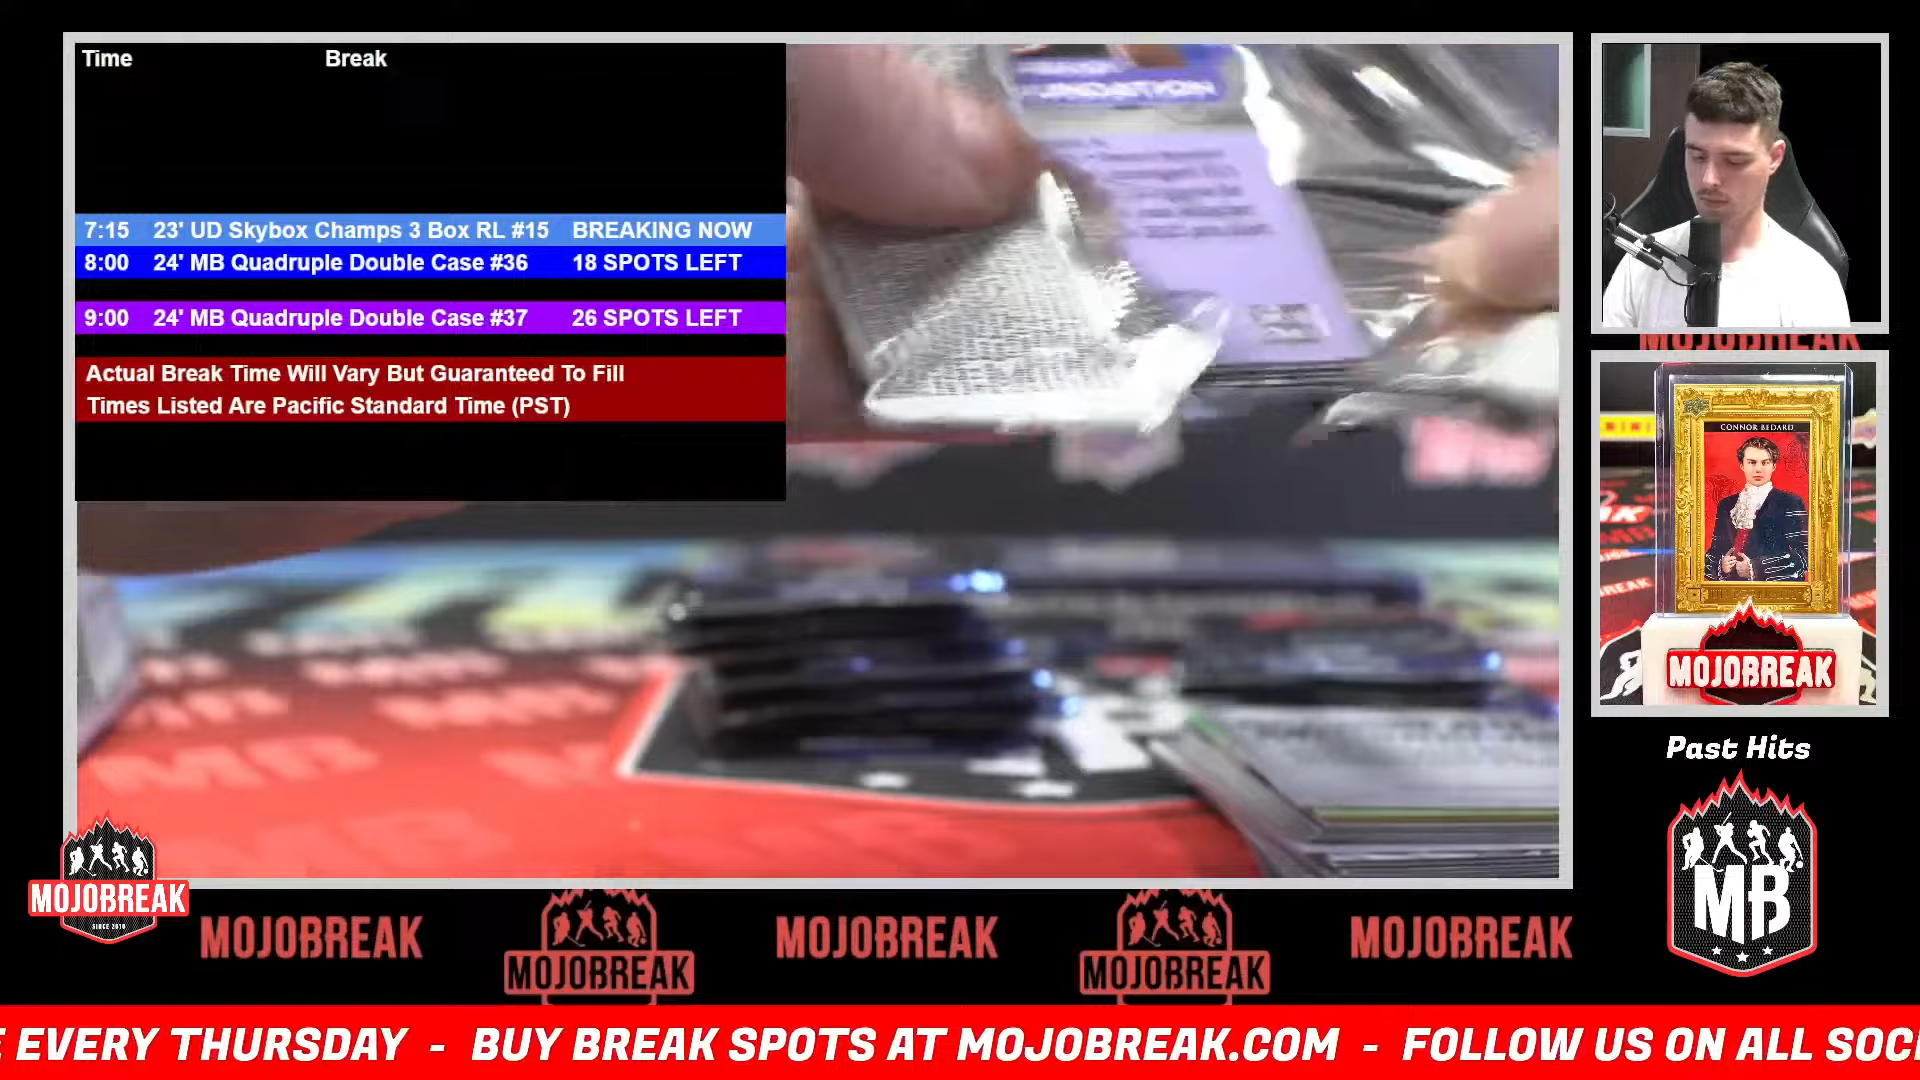 Time Break
7:15 23' UD Skybox Champs 3 Box RL #15 BREAKING NOW
8:00 24' MB Quadruple Double Case #36 18 SPOTS LEFT
9:00 24' MB Quadruple Double Case #37 26 SPOTS LEFT
Actual Break Time Will Vary But Guaranteed To Fill
Times Listed Are Pacific Standard Time (PST)
CONNOR BEDARD
MOJOBREAK
Past Hits
MB
MOJOBREAK
SINCE 2010
MOJOBREAK
MOJOBREAK
MOJOBREAK
MOJOBREAK
MOJOBREAK
EVERY THURSDAY - BUY BREAK SPOTS AT MOJOBREAK.COM - FOLLOW US ON ALL